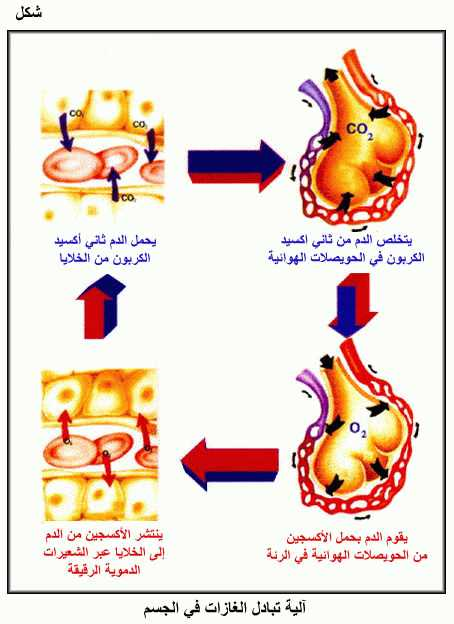 شكل
CO₂
CO₂
CO₂
يحمل الدم ثاني أكسيد
الكربون من الخلايا
CO₂
يتخلص الدم من ثاني أكسيد
الكربون في الحويصلات الهوائية
O₂
يقوم الدم بحمل الأكسجين
من الحويصلات الهوائية في الرئة
ينتشر الأكسجين من الدم
إلى الخلايا عبر الشعيرات
الدموية الرقيقة
آلية تبادل الغازات في الجسم